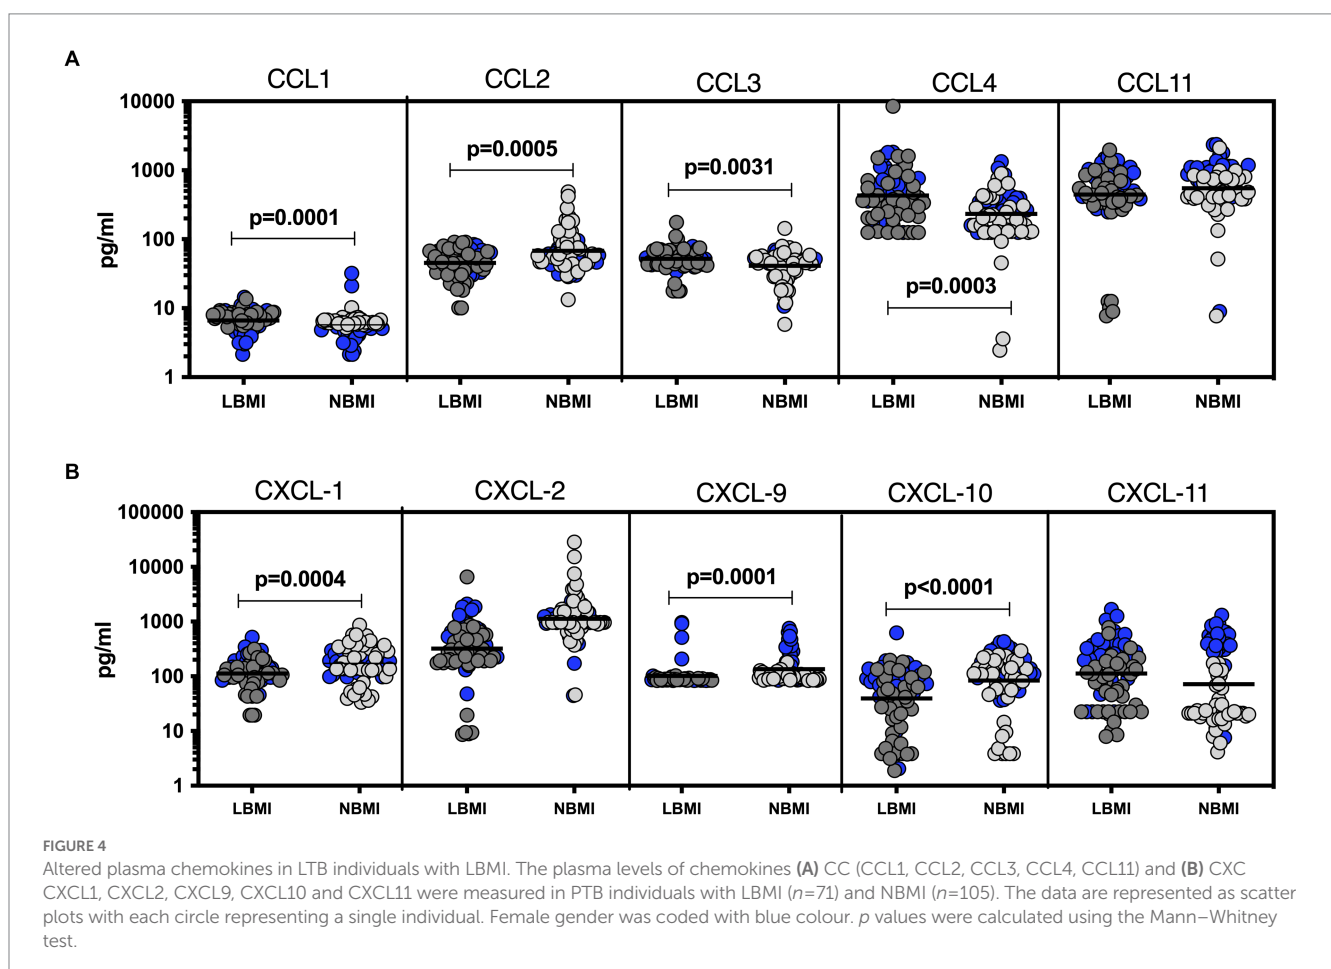 A
CCL1 CCL2 CCL3 CCL4 CCL11
10000
1000
100
10
1
pg/ml
p=0.0001
p=0.0005
p=0.0031
p=0.0003
LBMI NBMI LBMI NBMI LBMI NBMI LBMI NBMI LBMI NBMI
B
CXCL-1 CXCL-2 CXCL-9 CXCL-10 CXCL-11
100000
10000
1000
100
10
1
pg/ml
p=0.0004
p=0.0001
p<0.0001
LBMI NBMI LBMI NBMI LBMI NBMI LBMI NBMI LBMI NBMI
FIGURE 4
Altered plasma chemokines in LTB individuals with LBMI. The plasma levels of chemokines (A) CC (CCL1, CCL2, CCL3, CCL4, CCL11) and (B) CXC
CXCL1, CXCL2, CXCL9, CXCL10 and CXCL11 were measured in PTB individuals with LBMI (n=71) and NBMI (n=105). The data are represented as scatter
plots with each circle representing a single individual. Female gender was coded with blue colour. p values were calculated using the Mann–Whitney
test.